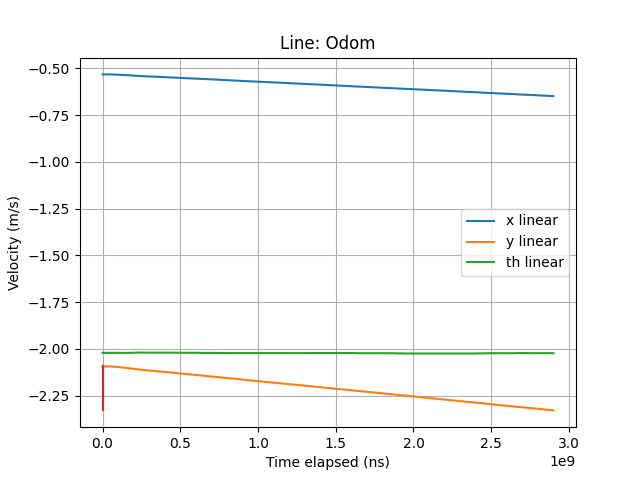 Line: Odom
Velocity (m/s)
−0.50
−0.75
−1.00
−1.25
−1.50
−1.75
−2.00
−2.25
x linear
y linear
th linear
0.0 0.5 1.0 1.5 2.0 2.5 3.0
1e9
Time elapsed (ns)